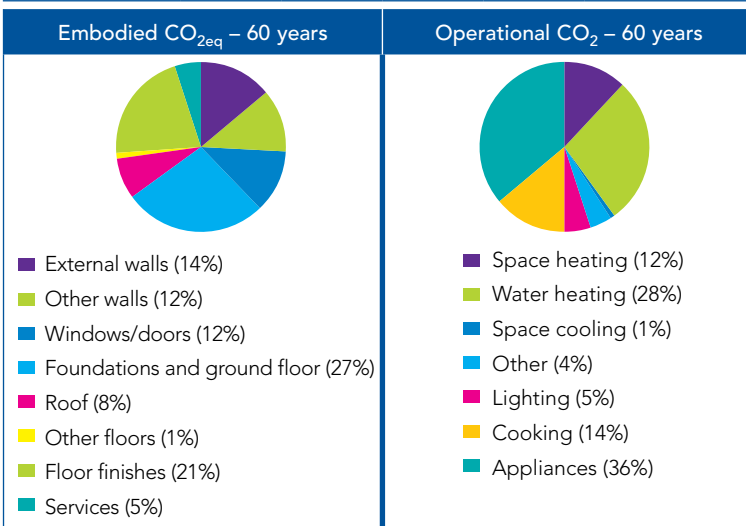 Embodied CO2eq – 60 years
External walls (14%)
Other walls (12%)
Windows/doors (12%)
Foundations and ground floor (27%)
Roof (8%)
Other floors (1%)
Floor finishes (21%)
Services (5%)
Operational CO2 – 60 years
Space heating (12%)
Water heating (28%)
Space cooling (1%)
Other (4%)
Lighting (5%)
Cooking (14%)
Appliances (36%)